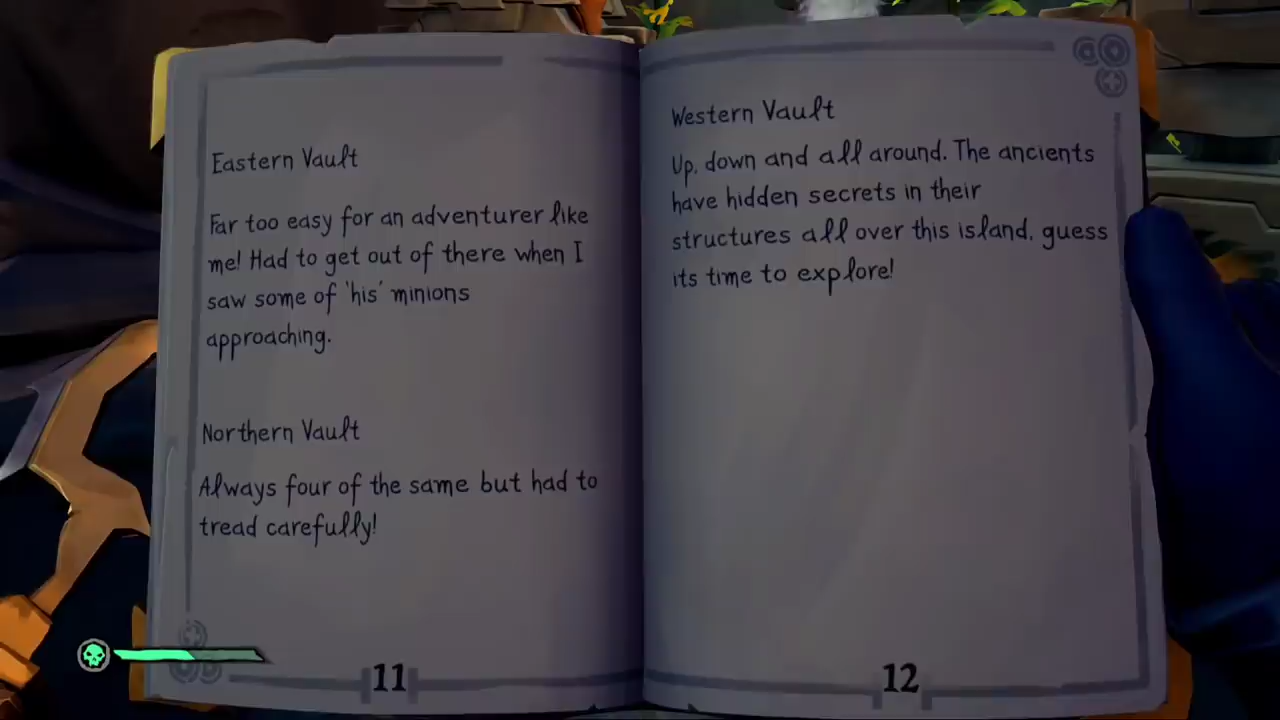 Eastern Vault
Far too easy for an adventurer like
me! Had to get out of there when I
saw some of 'his' minions
approaching.
Northern Vault
Always four of the same but had to
tread carefully!
11
Western Vault
Up, down and all around. The ancients
have hidden secrets in their
structures all over this island, guess
its time to explore!
12